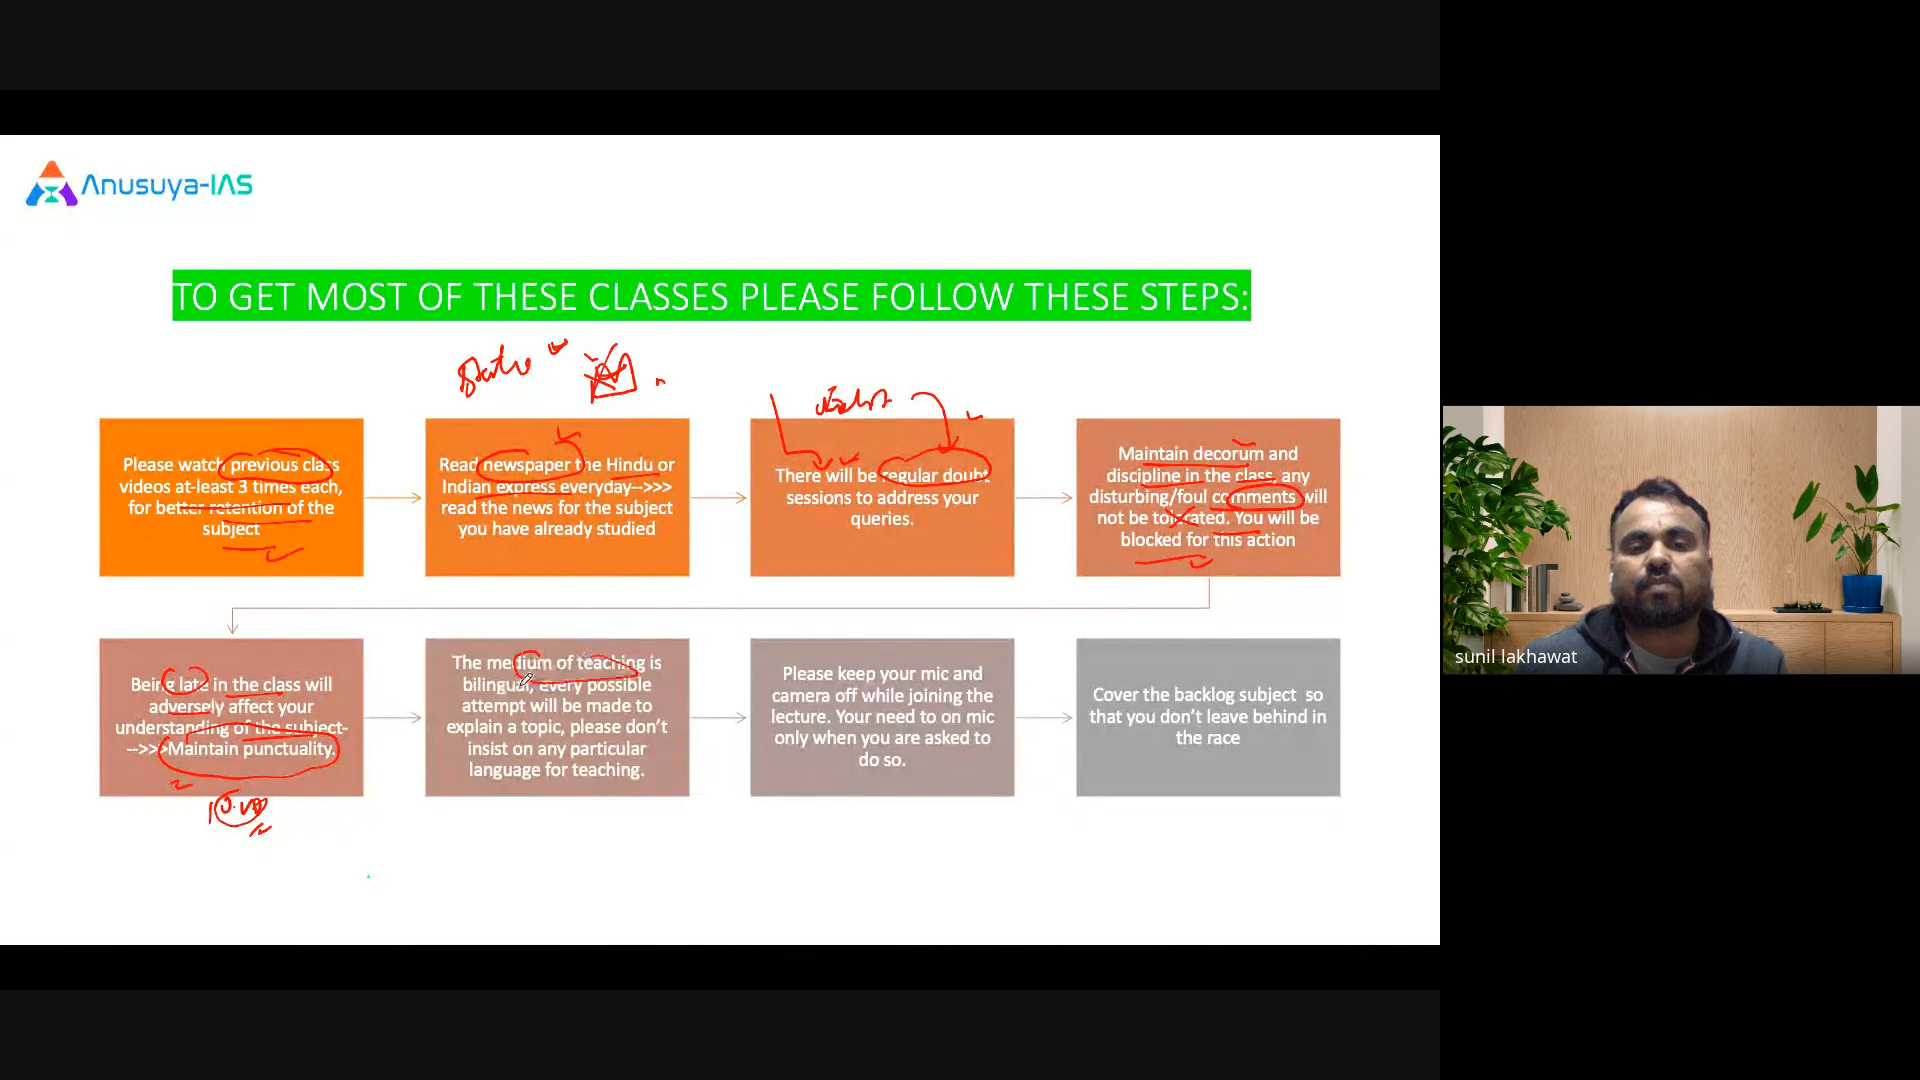 Anusuya-IAS
TO GET MOST OF THESE CLASSES PLEASE FOLLOW THESE STEPS:
Please watch previous class
videos at-least 3 times each,
for better retention of the
subject
Read newspaper the Hindu or
Indian express everyday-->>>
read the news for the subject
you have already studied
There will be regular doubt
sessions to address your
queries.
Maintain decorum and
discipline in the class, any
disturbing/foul comments will
not be tolerated. You will be
blocked for this action
Being late in the class will
adversely affect your
understanding of the subject-
-->>>Maintain punctuality.
The medium of teaching is
bilingual, every possible
attempt will be made to
explain a topic, please don't
insist on any particular
language for teaching.
Please keep your mic and
camera off while joining the
lecture. Your need to on mic
only when you are asked to
do so.
Cover the backlog subject so
that you don't leave behind in
the race
sunil lakhawat